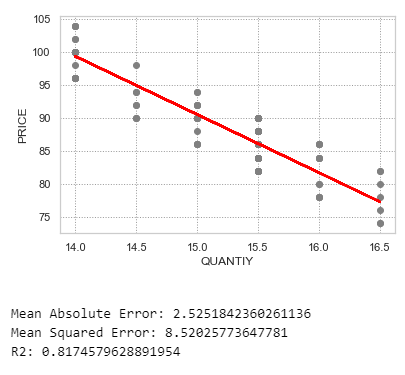 105
100
95
90
85
80
75
PRICE
14.0 14.5 15.0 15.5 16.0 16.5
QUANTIY
Mean Absolute Error: 2.5251842360261136
Mean Squared Error: 8.52025773647781
R2: 0.8174579628891954